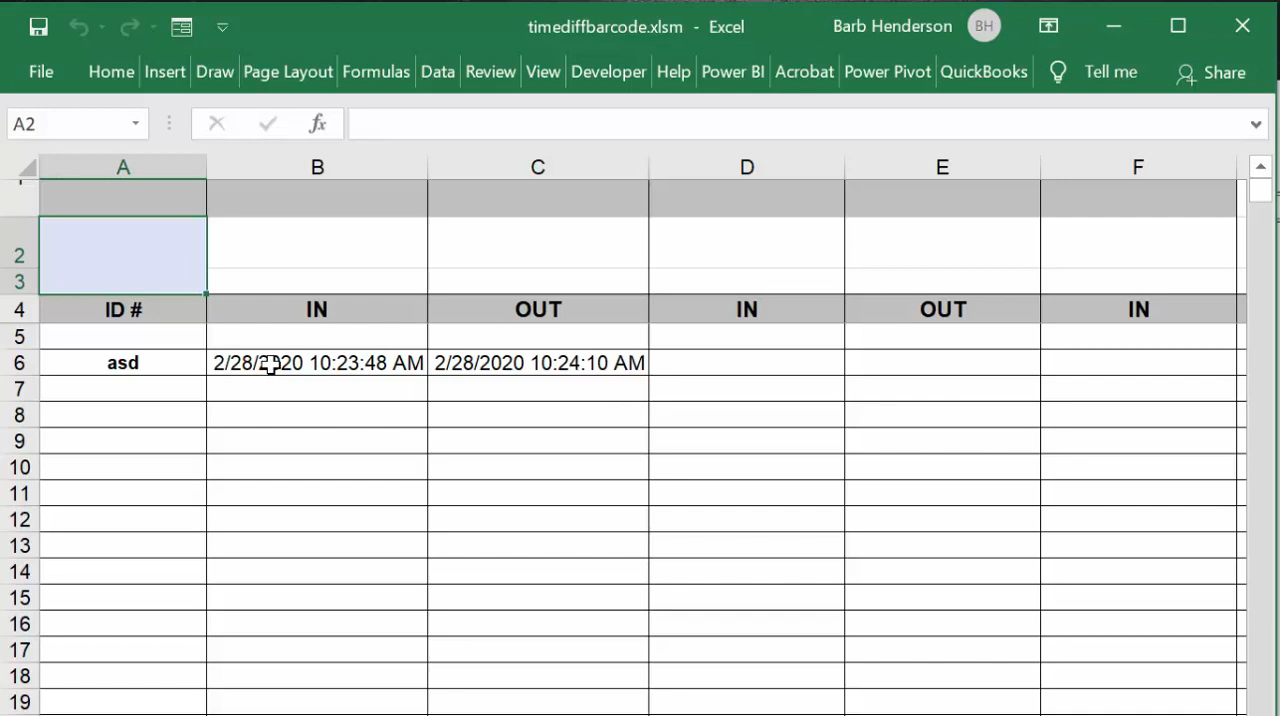 timediffbarcode.xlsm - Excel Barb Henderson BH
File Home Insert Draw Page Layout Formulas Data Review View Developer Help Power BI Acrobat Power Pivot QuickBooks Tell me Share
A2 fx
A B C D E F
2
3
4 ID # IN OUT IN OUT IN
5
6 asd 2/28/2020 10:23:48 AM 2/28/2020 10:24:10 AM
7
8
9
10
11
12
13
14
15
16
17
18
19